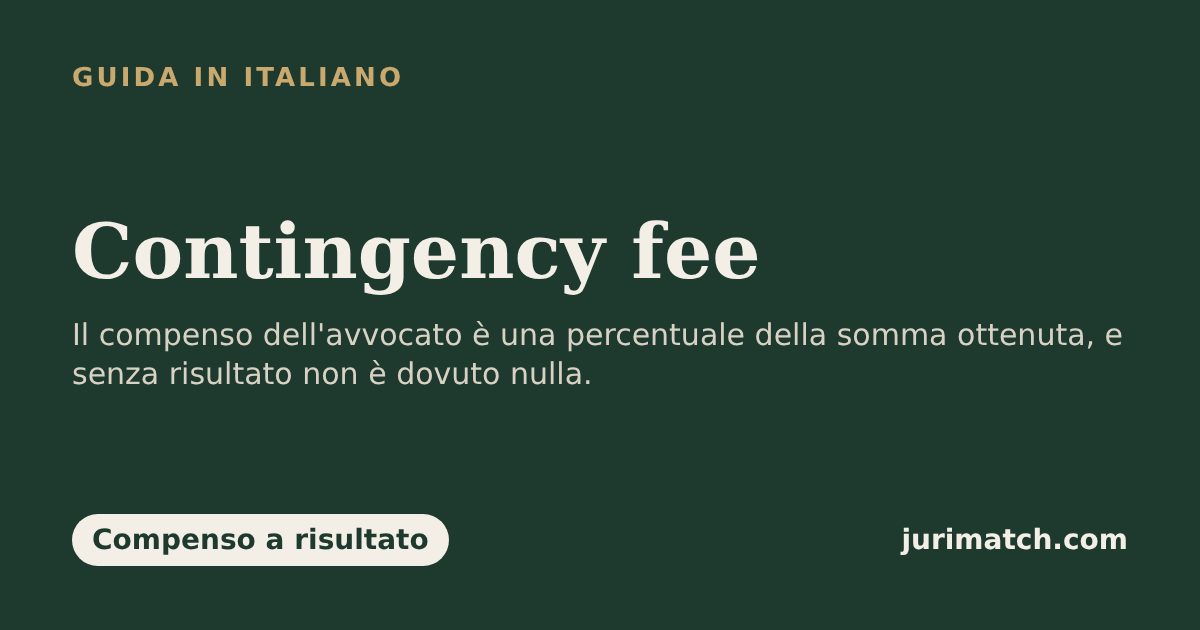 GUIDA IN ITALIANO
Contingency fee
Il compenso dell'avvocato è una percentuale della somma ottenuta, e
senza risultato non è dovuto nulla.
Compenso a risultato
jurimatch.com